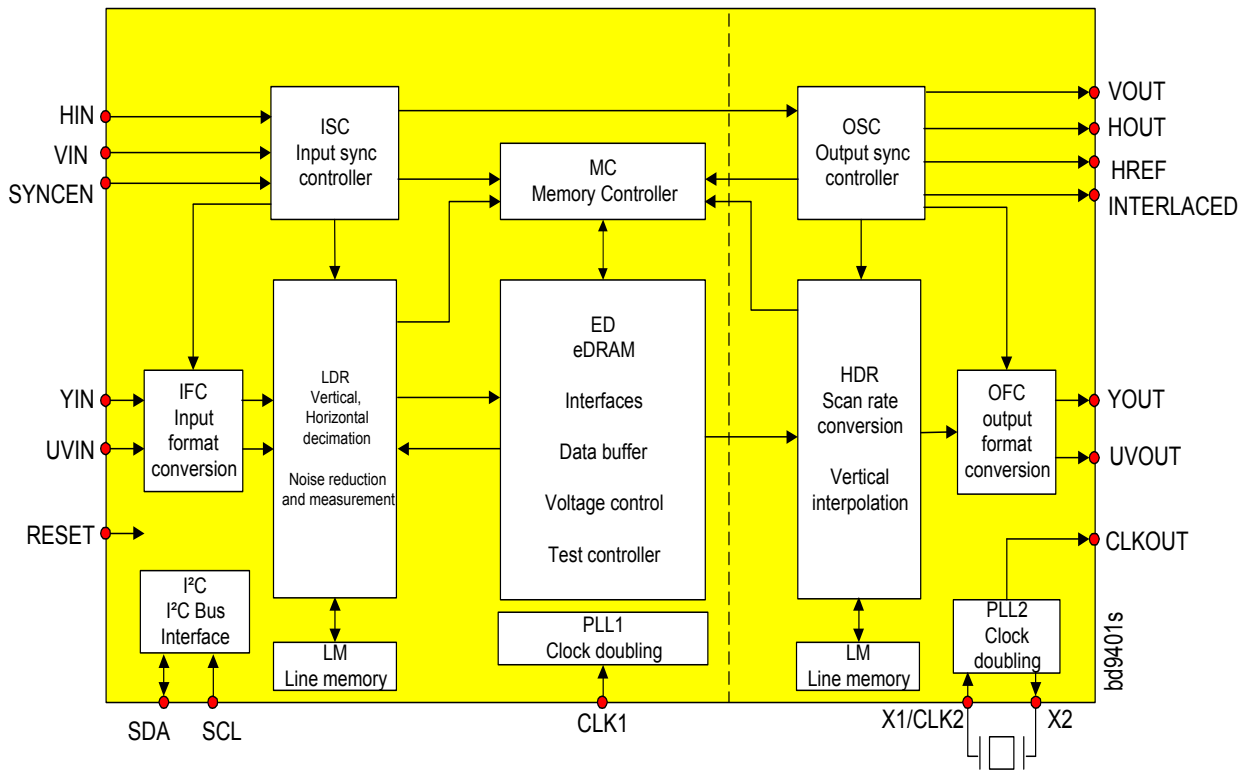 HIN
VIN
SYNCEN
YIN
UVIN
RESET
ISC
Input sync
controller
IFC
Input
format
conversion
LDR
Vertical,
Horizontal
decimation
Noise reduction
and measurement
I²C
I²C Bus
Interface
LM
Line memory
SDA
SCL
MC
Memory Controller
ED
eDRAM
Interfaces
Data buffer
Voltage control
Test controller
PLL1
Clock doubling
CLK1
OSC
Output sync
controller
HDR
Scan rate
conversion
Vertical
interpolation
LM
Line memory
OFC
output
format
conversion
PLL2
Clock
doubling
X1/CLK2
X2
VOUT
HOUT
HREF
INTERLACED
YOUT
UVOUT
CLKOUT
bd9401s